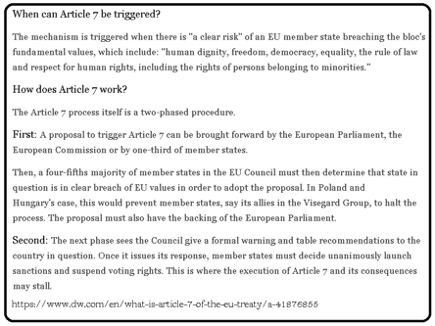 When can Article 7 be triggered?
The mechanism is triggered when there is "a clear risk" of an EU member state breaching the bloc's
fundamental values, which include: "human dignity, freedom, democracy, equality, the rule of law
and respect for human rights, including the rights of persons belonging to minorities."
How does Article 7 work?
The Article 7 process itself is a two-phased procedure.
First: A proposal to trigger Article 7 can be brought forward by the European Parliament, the
European Commission or by one-third of member states.
Then, a four-fifths majority of member states in the EU Council must then determine that state in
question is in clear breach of EU values in order to adopt the proposal. In Poland and
Hungary's case, this would prevent member states, say its allies in the Visegard Group, to halt the
process. The proposal must also have the backing of the European Parliament.
Second: The next phase sees the Council give a formal warning and table recommendations to the
country in question. Once it issues its response, member states must decide unanimously launch
sanctions and suspend voting rights. This is where the execution of Article 7 and its consequences
may stall.
https://www.dw.com/en/what-is-article-7-of-the-eu-treaty/a-41876855